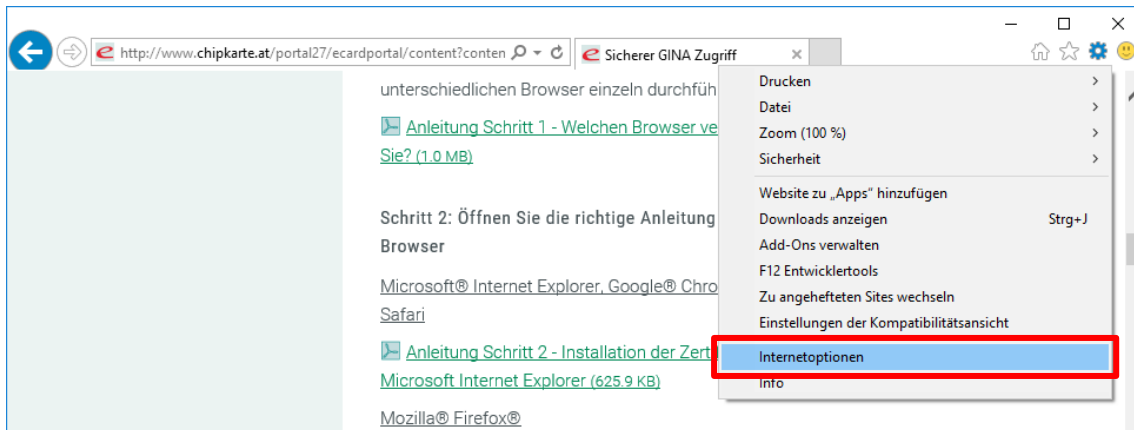 http://www.chipkarte.at/portal27/ecardportal/content?conten
Sicherer GINA Zugriff
unterschiedlichen Browser einzeln durchfüh
Anleitung Schritt 1 - Welchen Browser ve
Sie? (1.0 MB)
Schritt 2: Öffnen Sie die richtige Anleitung
Browser
Microsoft® Internet Explorer, Google® Chro
Safari
Anleitung Schritt 2 - Installation der Zert
Microsoft Internet Explorer (625.9 KB)
Mozilla® Firefox®
Drucken
Datei
Zoom (100 %)
Sicherheit
Website zu „Apps“ hinzufügen
Downloads anzeigen Strg+J
Add-Ons verwalten
F12 Entwicklertools
Zu angehefteten Sites wechseln
Einstellungen der Kompatibilitätsansicht
Internetoptionen
Info